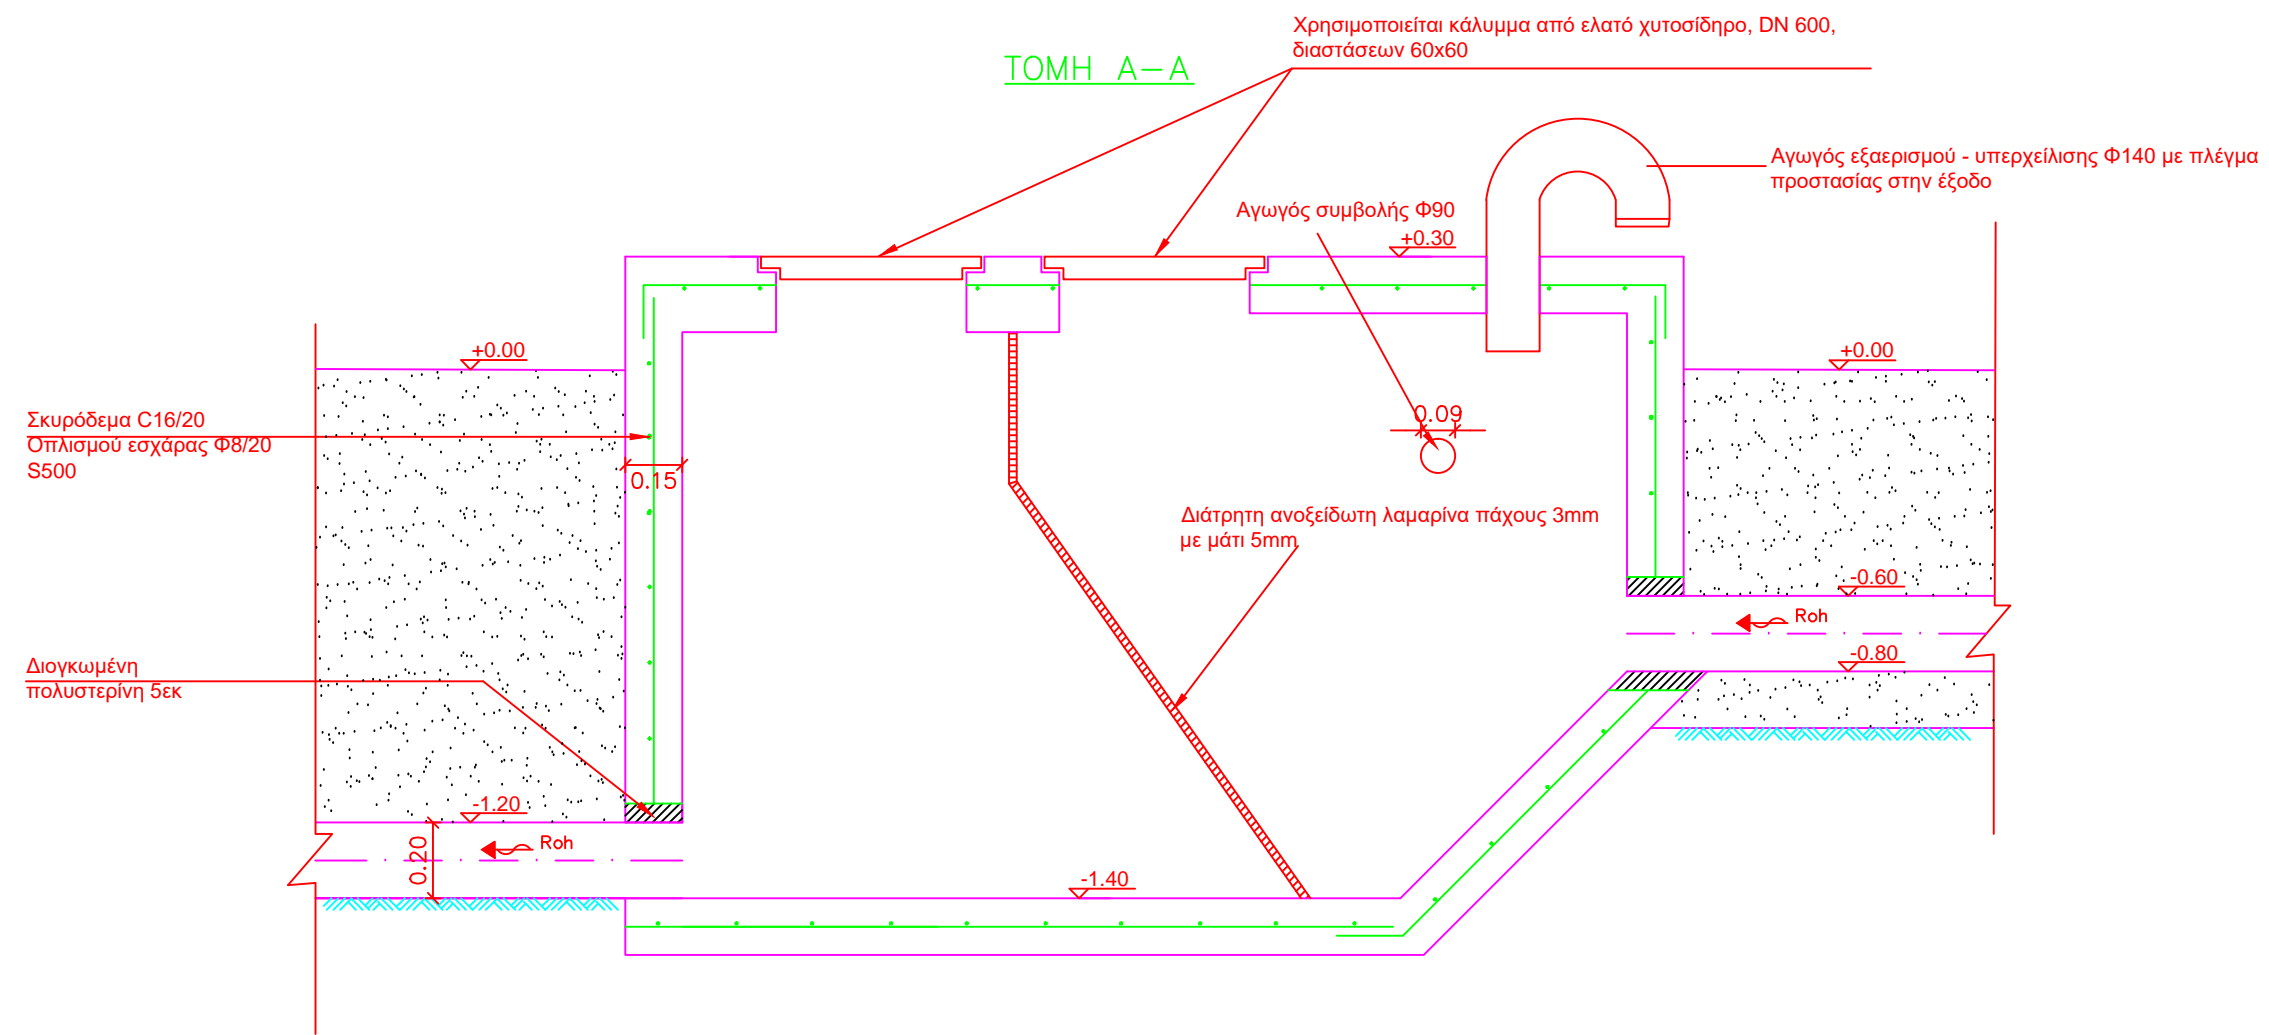 Χρησιμοποιείται κάλυμμα από ελατό χυτοσίδηρο, DN 600,
διαστάσεων 60x60
ΤΟΜΗ Α-Α
Αγωγός εξαερισμού - υπερχείλισης Φ140 με πλέγμα
προστασίας στην έξοδο
Αγωγός συμβολής Φ90
+0.30
+0.00
+0.00
Σκυρόδεμα C16/20
Οπλισμού εσχάρας Φ8/20
S500
0.09
0.15
Διάτρητη ανοξείδωτη λαμαρίνα πάχους 3mm
με μάτι 5mm
-0.60
Roh
-0.80
Διογκωμένη
πολυστερίνη 5εκ
-1.20
Roh
0.20
-1.40